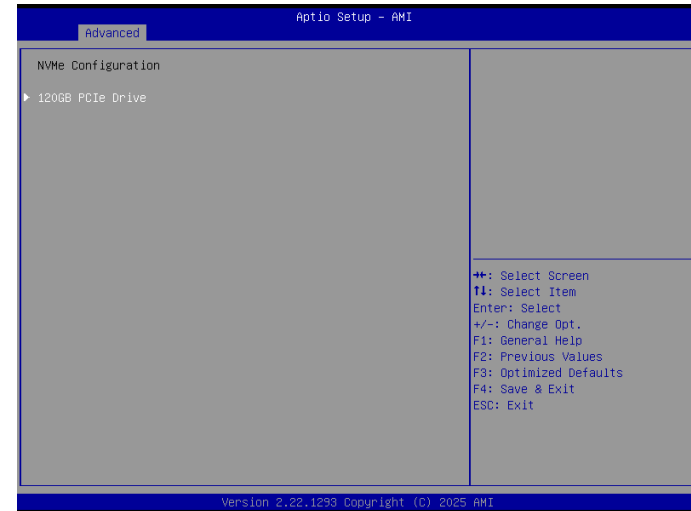 Aptio Setup – AMI
Advanced
NVMe Configuration
120GB PCIe Drive
→←: Select Screen
↑↓: Select Item
Enter: Select
+/-: Change Opt.
F1: General Help
F2: Previous Values
F3: Optimized Defaults
F4: Save & Exit
ESC: Exit
Version 2.22.1293 Copyright (C) 2025 AMI